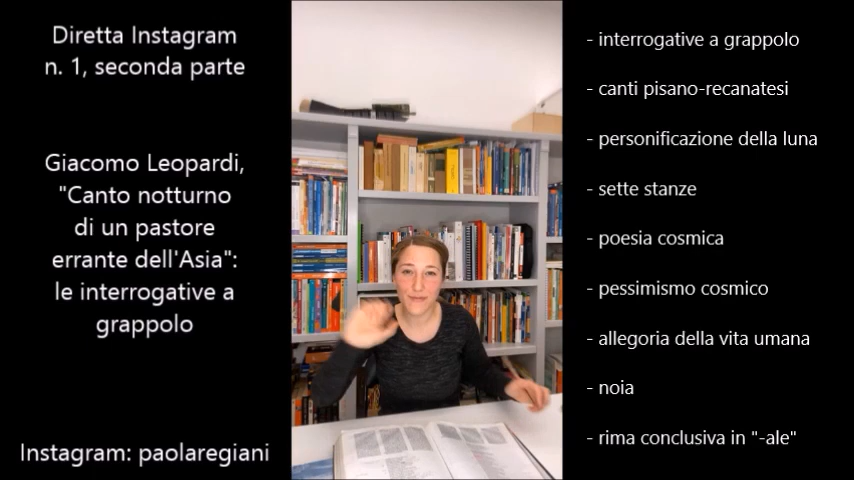 Diretta Instagram
n. 1, seconda parte
Giacomo Leopardi,
"Canto notturno
di un pastore
errante dell'Asia":
le interrogative a
grappolo
Instagram: paolaregiani
- interrogative a grappolo
- canti pisano-recanatesi
- personificazione della luna
- sette stanze
- poesia cosmica
- pessimismo cosmico
- allegoria della vita umana
- noia
- rima conclusiva in "-ale"